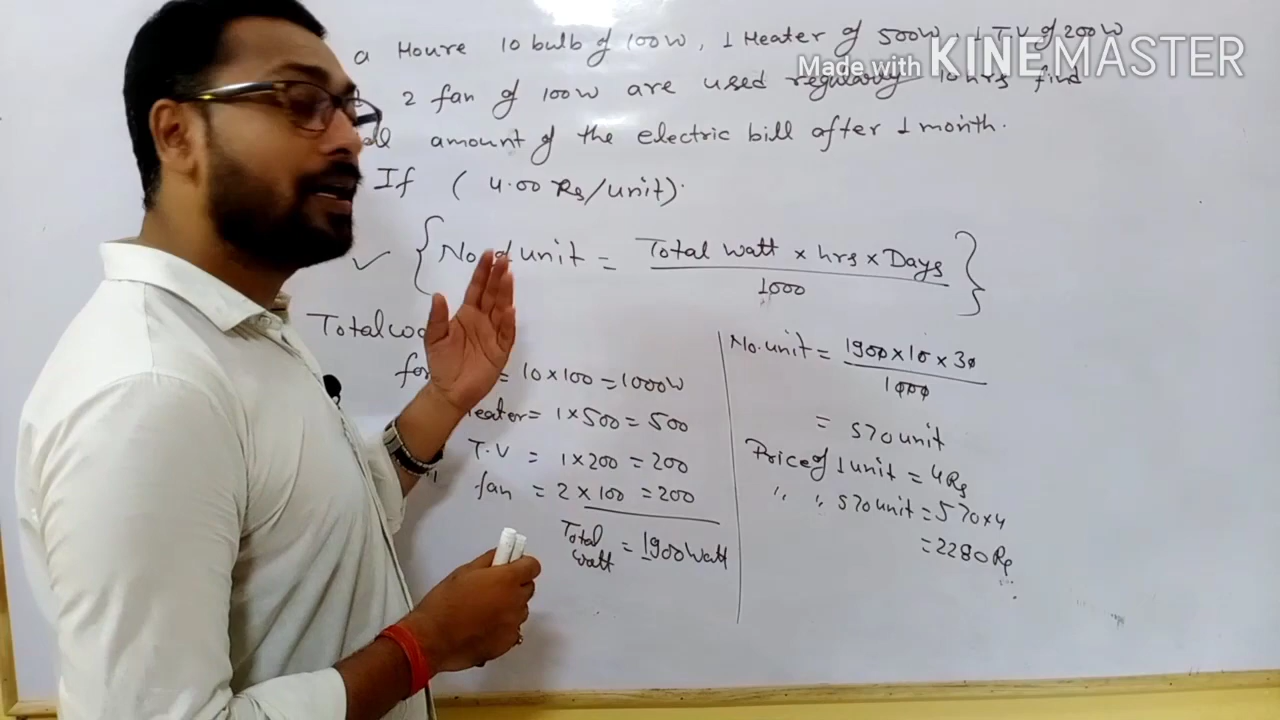 a Houre 10 bulb of 100W, 1 Heater of 500W, 1 T.V of 200W
Made with KINEMASTER
2 fan of 100W are used regularly 10 hrs find
amount of the electric bill after 1 month.
If ( 4.00 Rs/unit).
{ No. of unit = Total watt × hrs × Days / 1000 }
Total
for = 10 × 100 = 1000W
eater = 1 × 500 = 500
T.V = 1 × 200 = 200
fan = 2 × 100 = 200
Total watt = 1900 Watt
No. unit = 1900 × 10 × 30 / 1000
= 570 unit
Price of 1 unit = 4 Rs
" " 570 unit = 570 × 4
= 2280 Rs